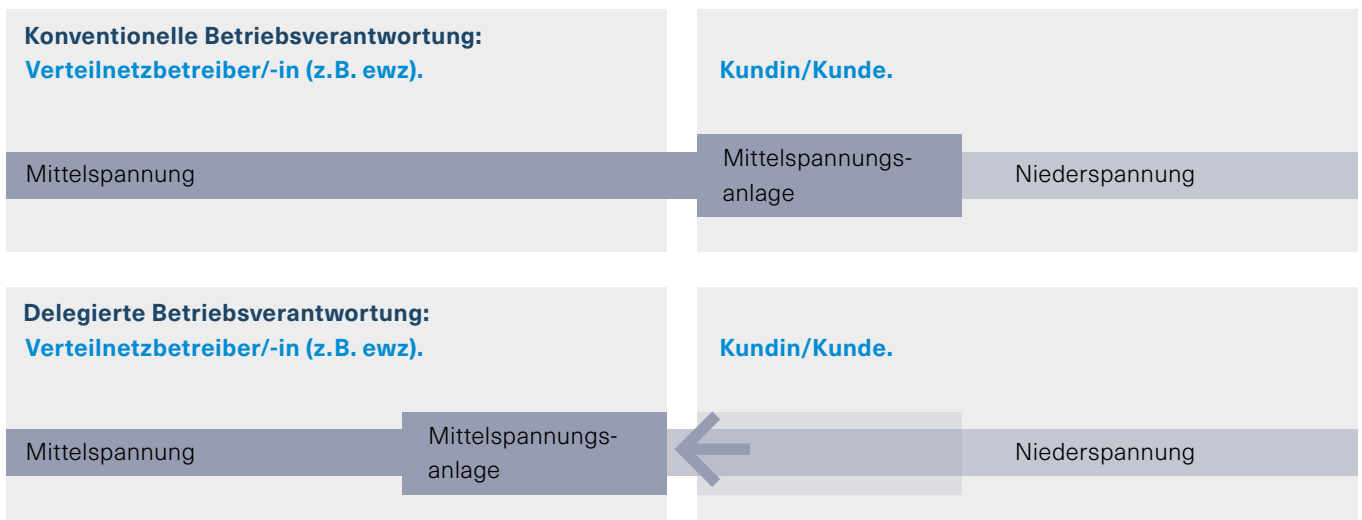 Konventionelle Betriebsverantwortung:
Verteilnetzbetreiber/-in (z.B. ewz).
Kundin/Kunde.
Mittelspannung
Mittelspannungs-
anlage
Niederspannung
Delegierte Betriebsverantwortung:
Verteilnetzbetreiber/-in (z.B. ewz).
Kundin/Kunde.
Mittelspannung
Mittelspannungs-
anlage
Niederspannung